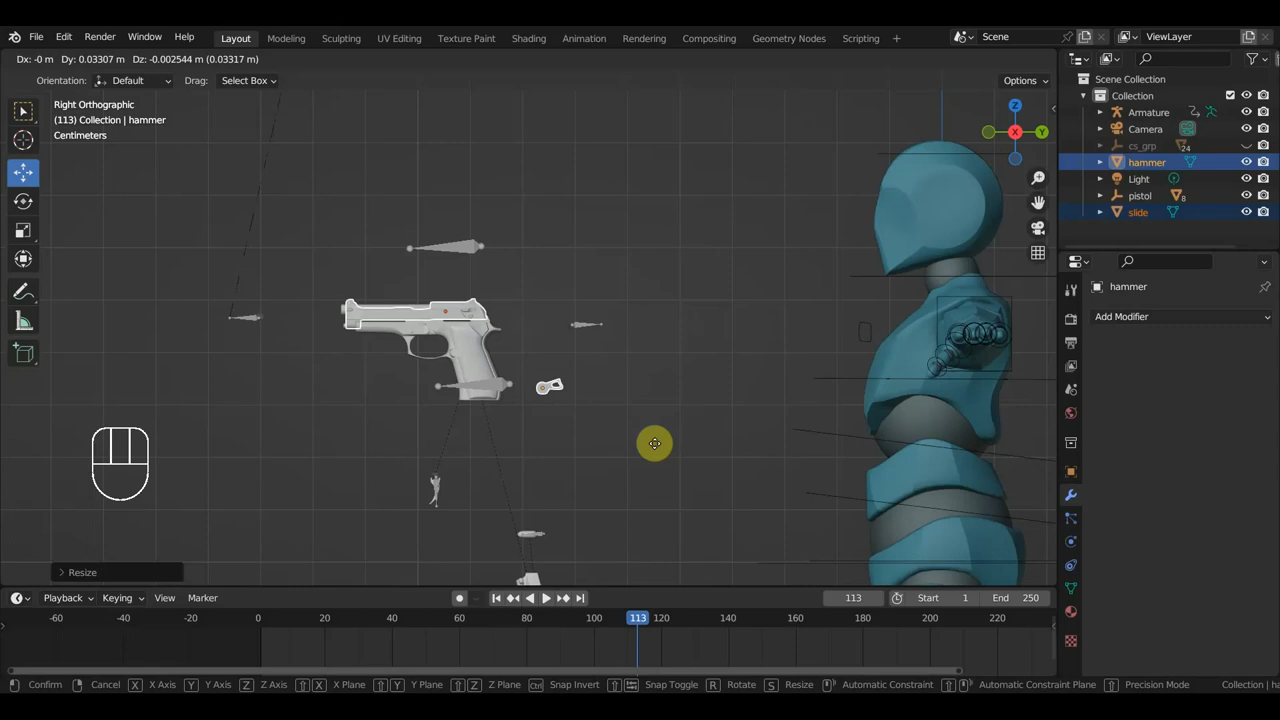 File Edit Render Window Help Layout Modeling Sculpting UV Editing Texture Paint Shading Animation Rendering Compositing Geometry Nodes Scripting + Scene ViewLayer
Dx: -0 m Dy: 0.03307 m Dz: -0.002544 m (0.03317 m)
Orientation: Default Drag: Select Box Options
Right Orthographic
(113) Collection | hammer
Centimeters
Z
X
Y
Resize
Scene Collection
Collection
Armature
Camera
cs_grp 24
hammer
Light
pistol 8
slide
hammer
Add Modifier
Playback Keying View Marker 113 Start 1 End 250
-60 -40 -20 0 20 40 60 80 100 113 120 140 160 180 200 220
Confirm Cancel X X Axis Y Y Axis Z Z Axis X X Plane Y Y Plane Z Z Plane Ctrl Snap Invert Snap Toggle R Rotate S Resize Automatic Constraint Automatic Constraint Plane Precision Mode Collection | ha